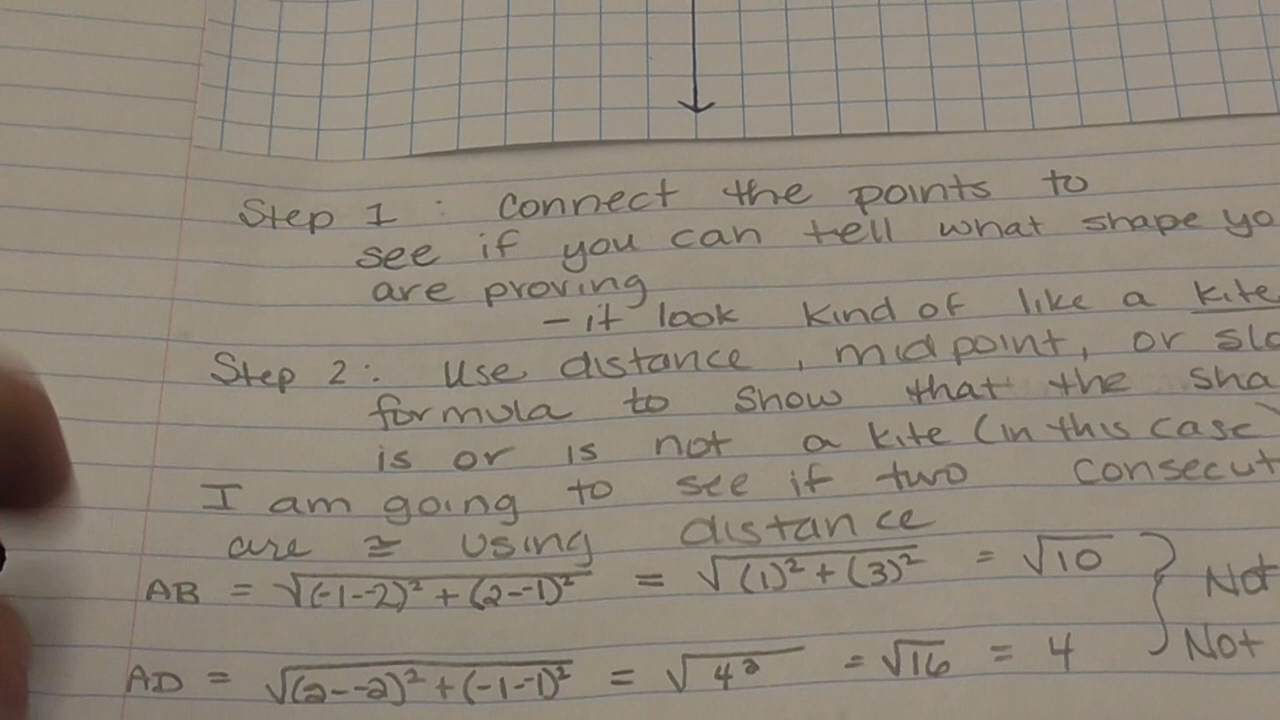 Step 1 : Connect the points to
see if you can tell what shape yo
are proving
- it look kind of like a kite
Step 2: Use distance, midpoint, or slo
formula to show that the sha
is or is not a kite (in this case)
I am going to see if two consecut
are ≅ using distance
AB = √(-1--2)² + (2--1)² = √(1)² + (3)² = √10 } Not
AD = √(2--2)² + (-1--1)² = √4² = √16 = 4 Not